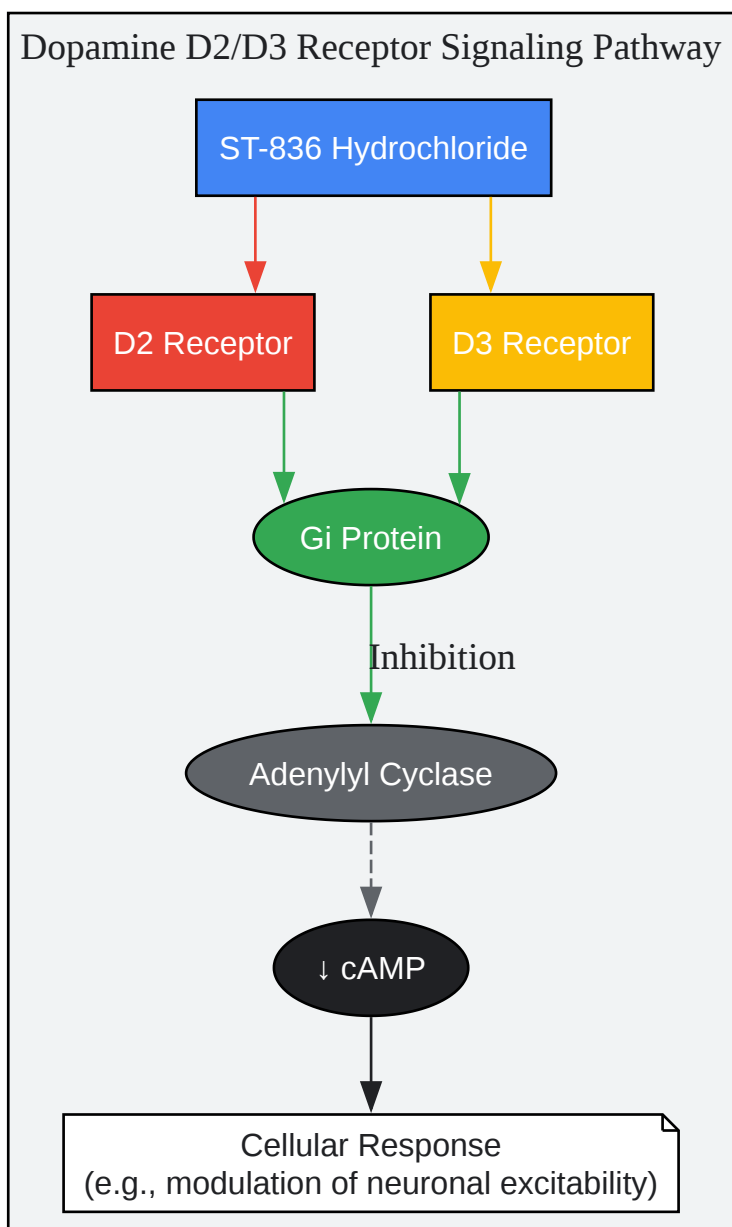 Dopamine D2/D3 Receptor Signaling Pathway
ST-836 Hydrochloride
D2 Receptor
D3 Receptor
Gi Protein
Inhibition
Adenylyl Cyclase
↓ cAMP
Cellular Response
(e.g., modulation of neuronal excitability)